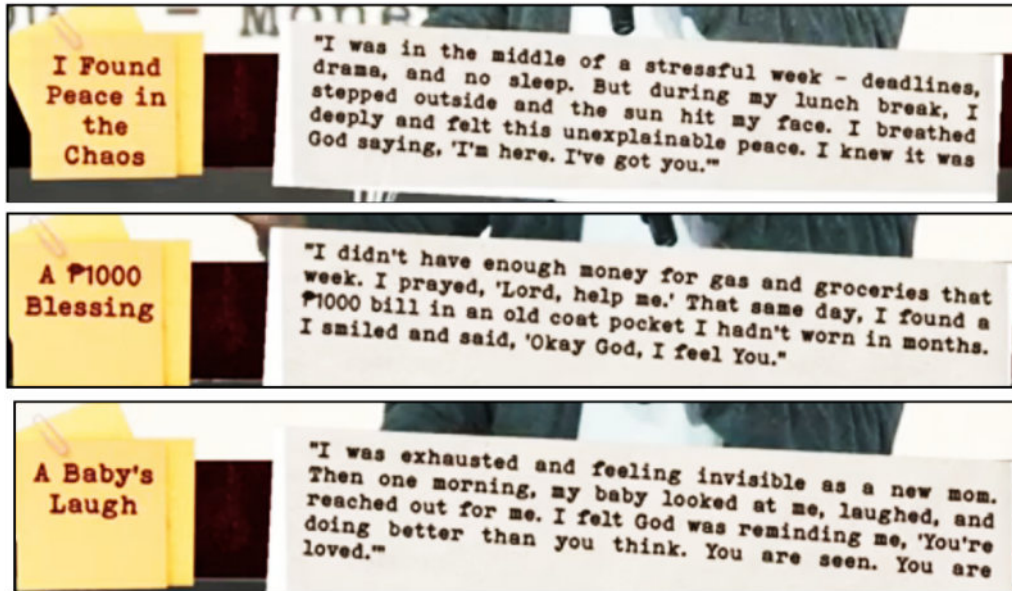 I Found
Peace in
the
Chaos
"I was in the middle of a stressful week – deadlines,
drama, and no sleep. But during my lunch break, I
stepped outside and the sun hit my face. I breathed
deeply and felt this unexplainable peace. I knew it was
God saying, 'I'm here. I've got you.'"
A ₱1000
Blessing
"I didn't have enough money for gas and groceries that
week. I prayed, 'Lord, help me.' That same day, I found a
₱1000 bill in an old coat pocket I hadn't worn in months.
I smiled and said, 'Okay God, I feel You."
A Baby's
Laugh
"I was exhausted and feeling invisible as a new mom.
Then one morning, my baby looked at me, laughed, and
reached out for me. I felt God was reminding me, 'You're
doing better than you think. You are seen. You are
loved.'"